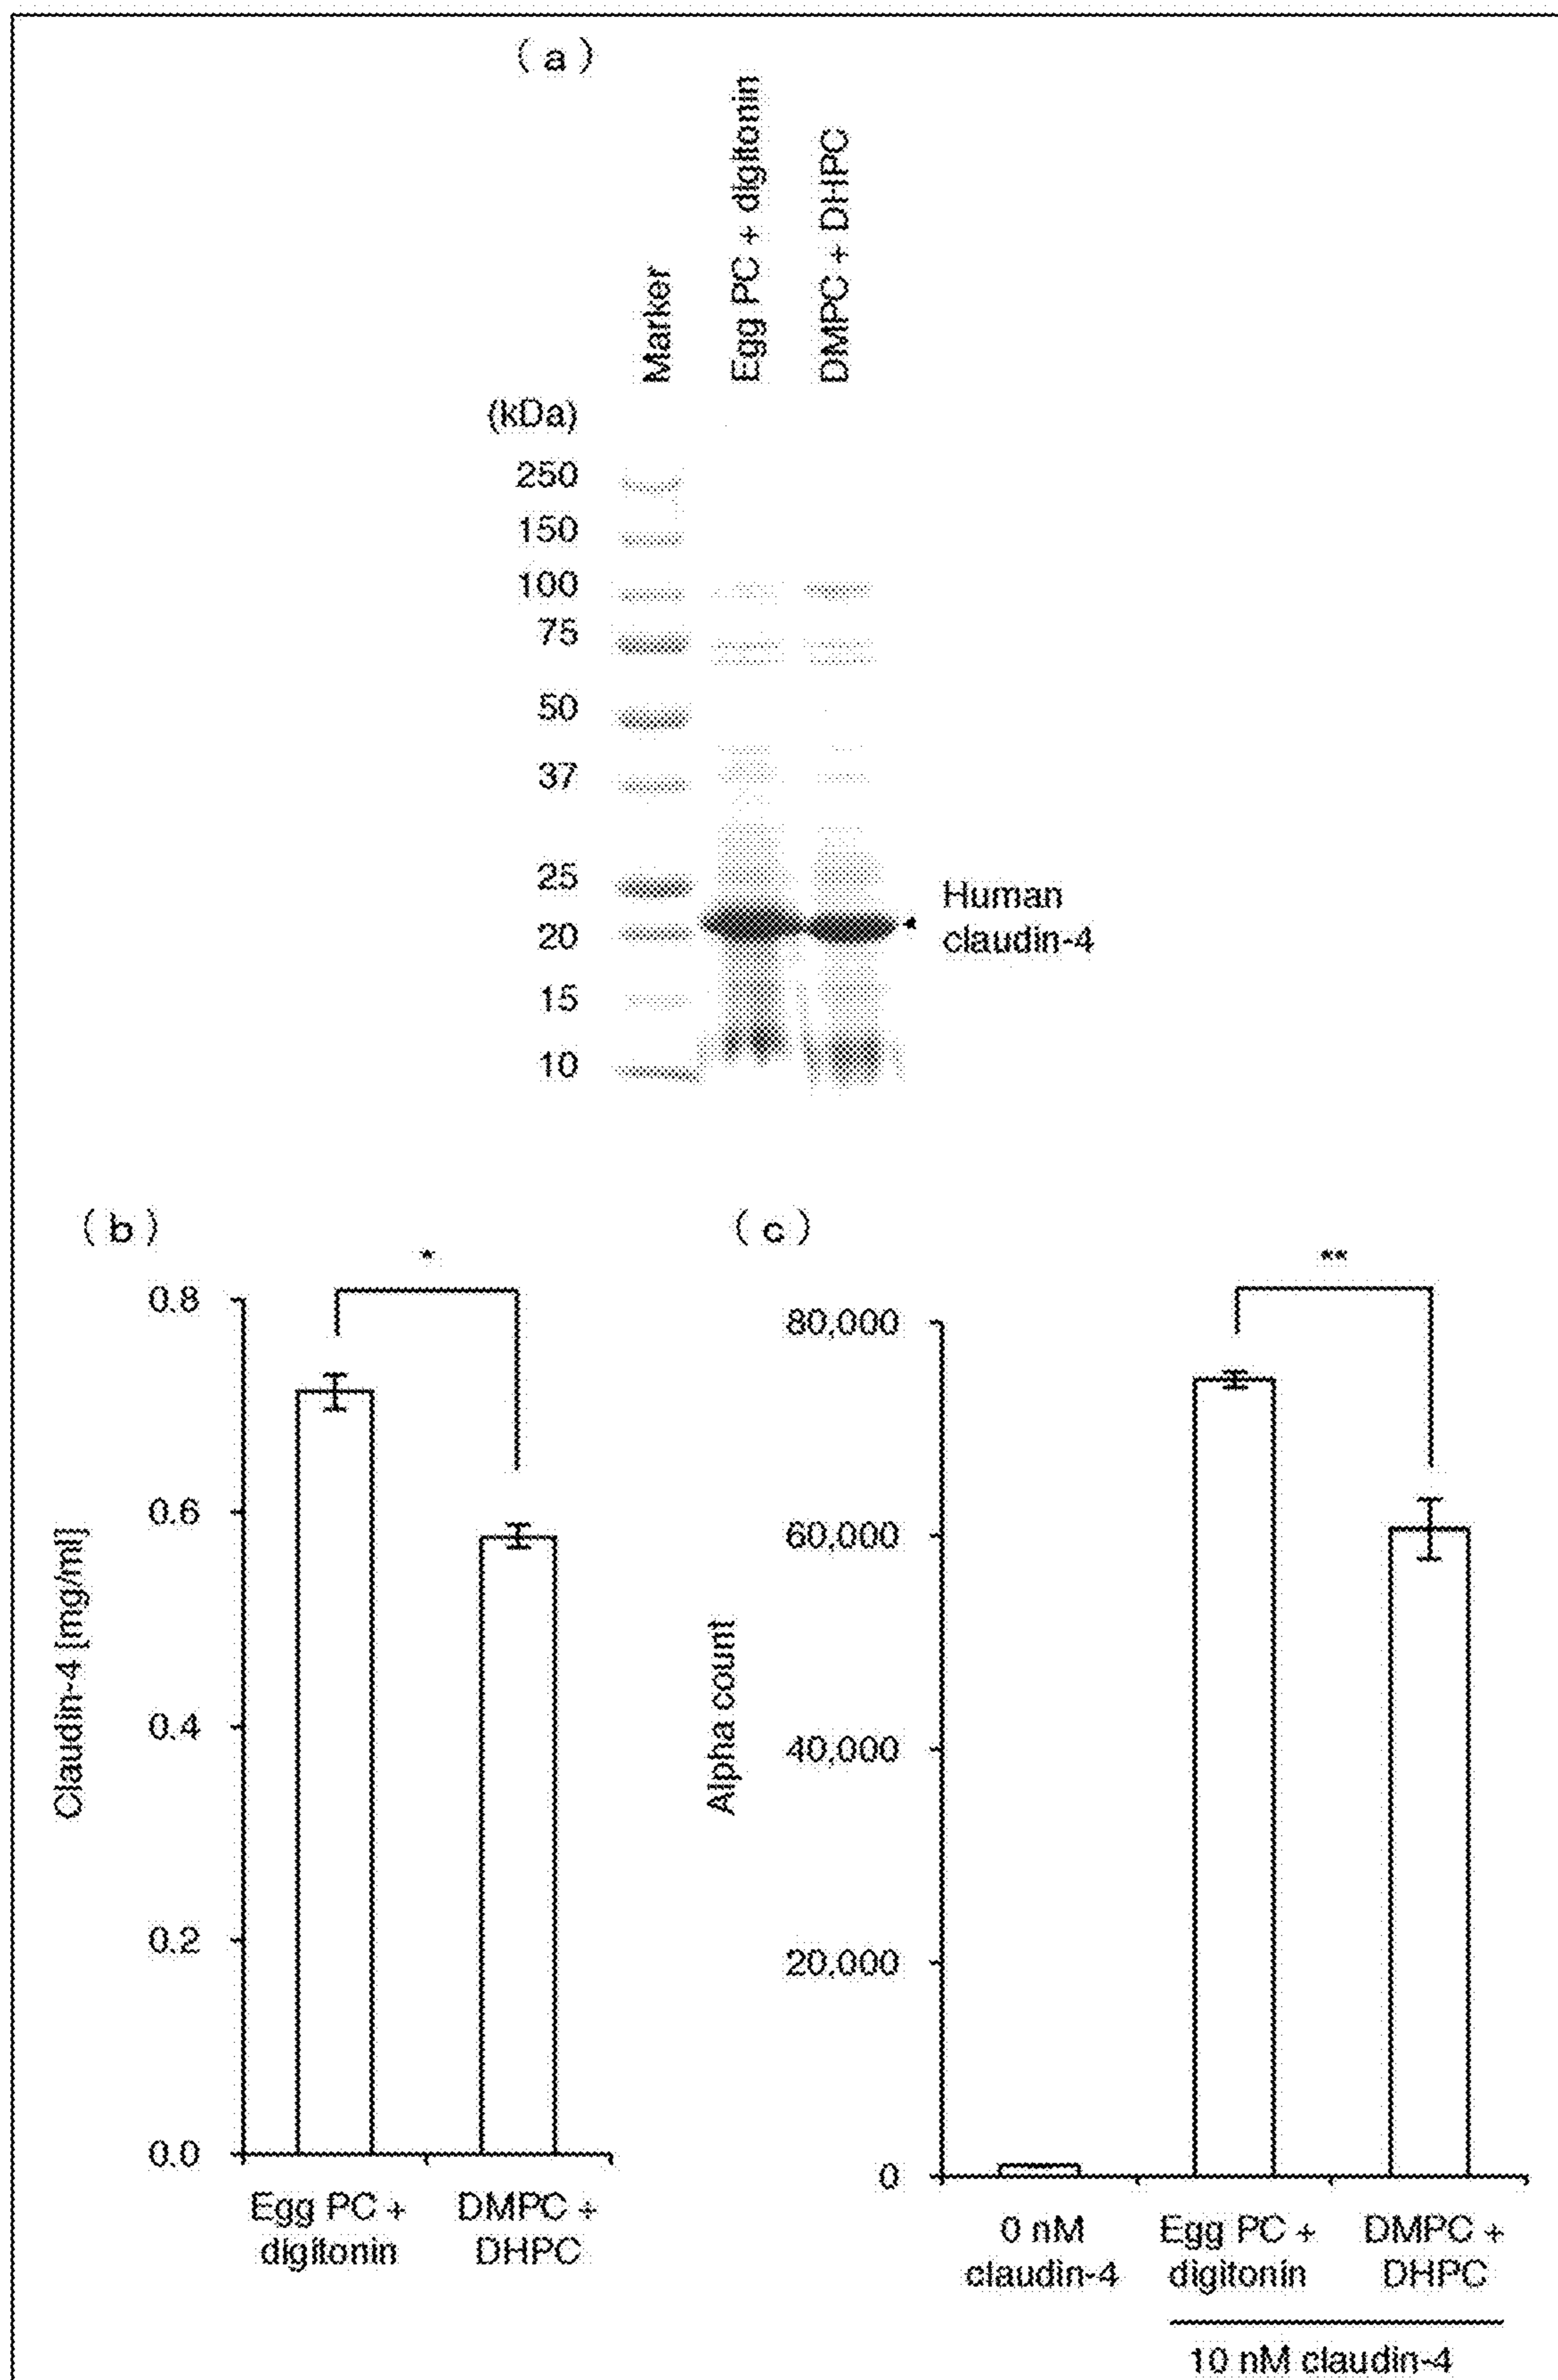 ( a )
Marker
Egg PC + digitonin
DMPC + DHPC
(kDa)
250
150
100
75
50
37
25
20
15
10
Human
claudin-4
( b )
*
Claudin-4 [mg/ml]
0.8
0.6
0.4
0.2
0.0
Egg PC +
digitonin
DMPC +
DHPC
( c )
**
Alpha count
80,000
60,000
40,000
20,000
0
0 nM
claudin-4
Egg PC +
digitonin
DMPC +
DHPC
10 nM claudin-4